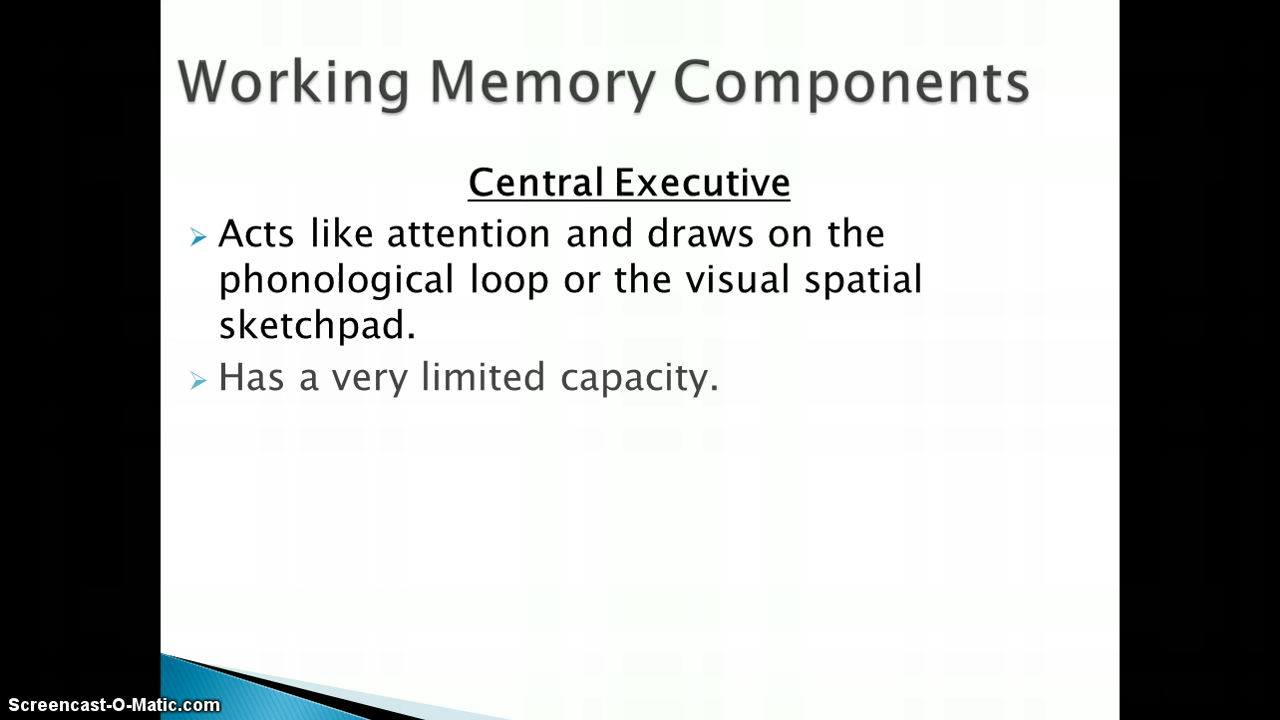 Working Memory Components
Central Executive
Acts like attention and draws on the
phonological loop or the visual spatial
sketchpad.
Has a very limited capacity.
Screencast-O-Matic.com